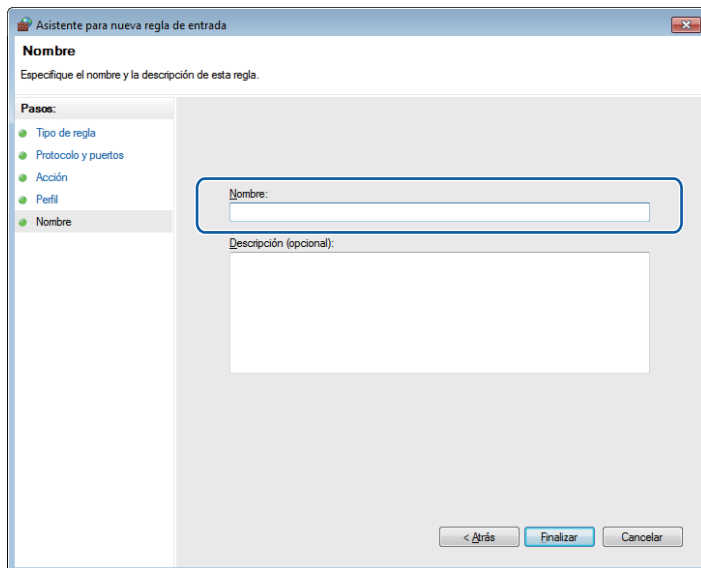 Asistente para nueva regla de entrada
Nombre
Especifique el nombre y la descripción de esta regla.
Pasos:
Tipo de regla
Protocolo y puertos
Acción
Perfil
Nombre
Nombre:
Descripción (opcional):
< Atrás
Finalizar
Cancelar